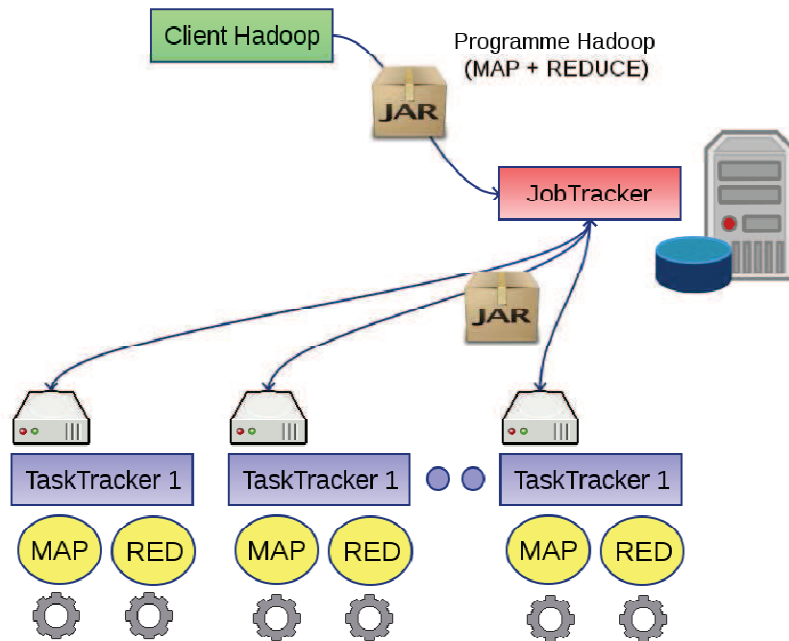 Client Hadoop
Programme Hadoop
(MAP + REDUCE)
JAR
JobTracker
JAR
TaskTracker 1
TaskTracker 1
TaskTracker 1
MAP
RED
MAP
RED
MAP
RED